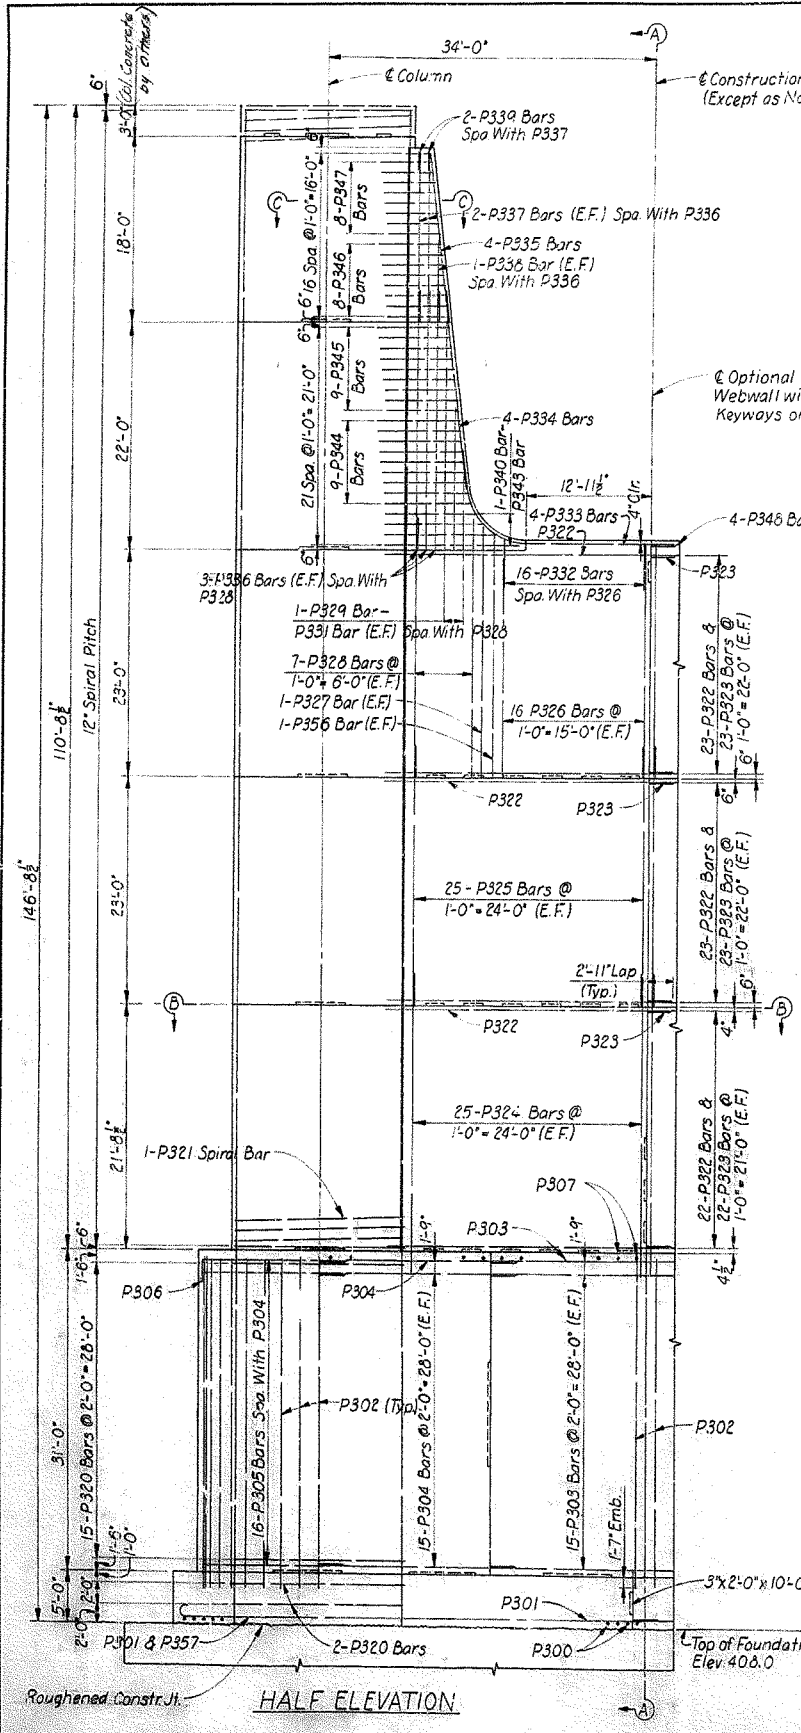 34'-0"
A
6"
3'-0" (Col. Concrete
by others)
℄ Column
℄ Construction
(Except as No
2-P339 Bars
Spa. With P337
C
C
2-P337 Bars (E.F.) Spa. With P336
4-P335 Bars
1-P338 Bar (E.F.)
Spa. With P336
18'-0"
16 Spa. @ 1'-0" = 16'-0"
8-P347
Bars
8-P346
Bars
6"
6"
22'-0"
21 Spa. @ 1'-0" = 21'-0"
9-P345
Bars
9-P344
Bars
6"
℄ Optional
Webwall wi
Keyways o
4-P334 Bars
1-P340 Bar-
P343 Bar
12'-11½"
4" Clr.
4-P333 Bars
P322
4-P348 Ba
P323
3-P336 Bars (E.F.) Spa. With
P328
16-P332 Bars
Spa. With P326
1-P329 Bar-
P331 Bar (E.F.) Spa. With P328
7-P328 Bars @
1'-0" = 6'-0" (E.F.)
1-P327 Bar (E.F.)
1-P356 Bar (E.F.)
16 P326 Bars @
1'-0" = 15'-0" (E.F.)
23'-0"
23-P322 Bars &
23-P323 Bars @
1'-0" = 22'-0" (E.F.)
6"
6"
12" Spiral Pitch
110'-8½"
146'-8½"
P322
P323
23'-0"
25-P325 Bars @
1'-0" = 24'-0" (E.F.)
23-P322 Bars &
23-P323 Bars @
1'-0" = 22'-0" (E.F.)
6"
4"
2'-11" Lap
(Typ.)
B
B
P322
P323
21'-8½"
25-P324 Bars @
1'-0" = 24'-0" (E.F.)
22-P322 Bars &
22-P323 Bars @
1'-0" = 21'-0" (E.F.)
4½"
1-P321 Spiral Bar
P307
P303
1'-9"
1'-9"
6"
1'-6"
P306
P304
31'-0"
15-P320 Bars @ 2'-0" = 28'-0"
16-P305 Bars Spa. With P304
P302 (Typ.)
15-P304 Bars @ 2'-0" = 28'-0" (E.F.)
15-P303 Bars @ 2'-0" = 28'-0" (E.F.)
P302
1'-7" Emb.
1'-6"
1'-0"
5'-0"
2'-0"
2'-0"
3"x2'-0"x10'-0
P301
P301 & P357
2-P320 Bars
P300
Top of Foundati
Elev. 408.0
Roughened Constr. Jt.
HALF ELEVATION
A